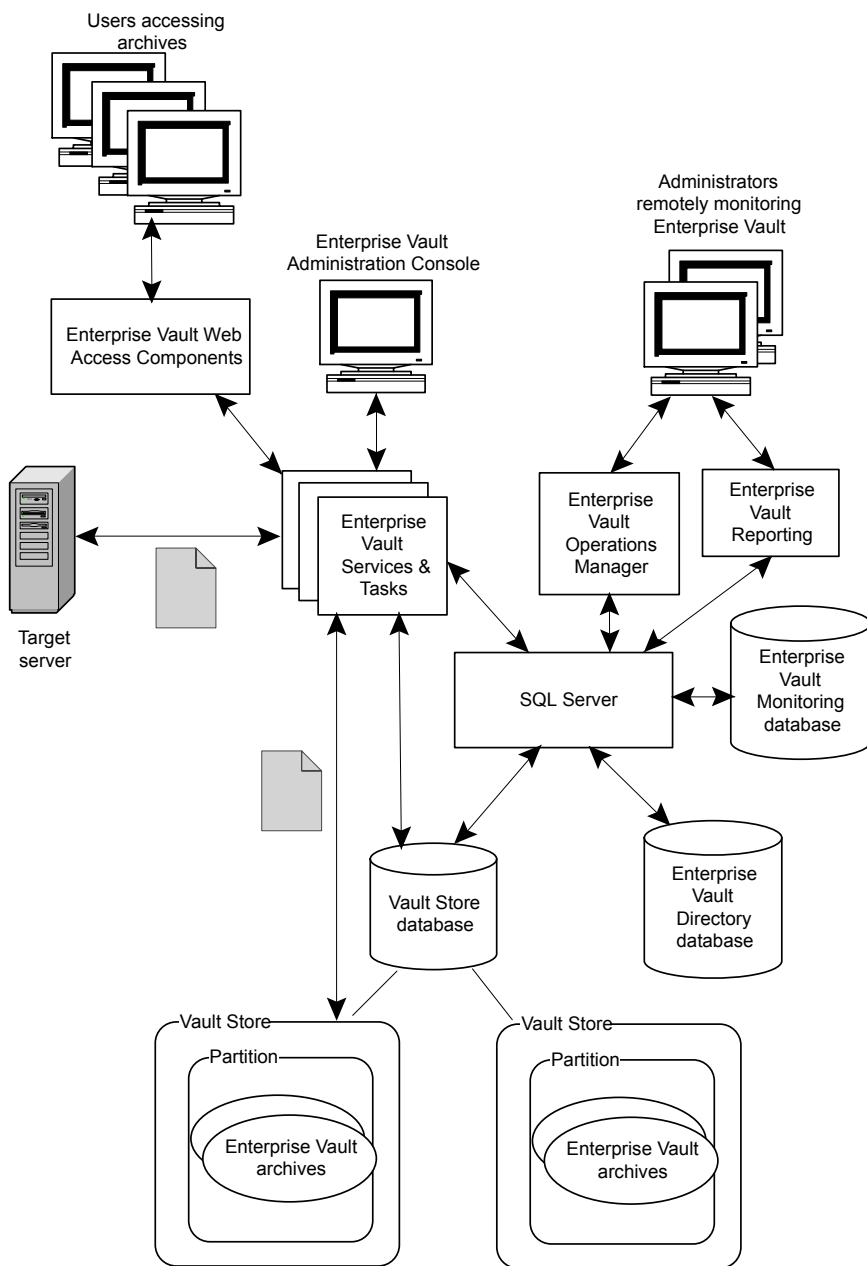 Users accessing
archives
Administrators
remotely monitoring
Enterprise Vault
Enterprise Vault
Administration Console
Enterprise Vault Web
Access Components
Enterprise
Vault
Services &
Tasks
Enterprise
Vault
Operations
Manager
Enterprise
Vault
Reporting
Target
server
SQL Server
Enterprise
Vault
Monitoring
database
Vault Store
database
Enterprise
Vault
Directory
database
Vault Store
Partition
Enterprise Vault
archives
Vault Store
Partition
Enterprise Vault
archives